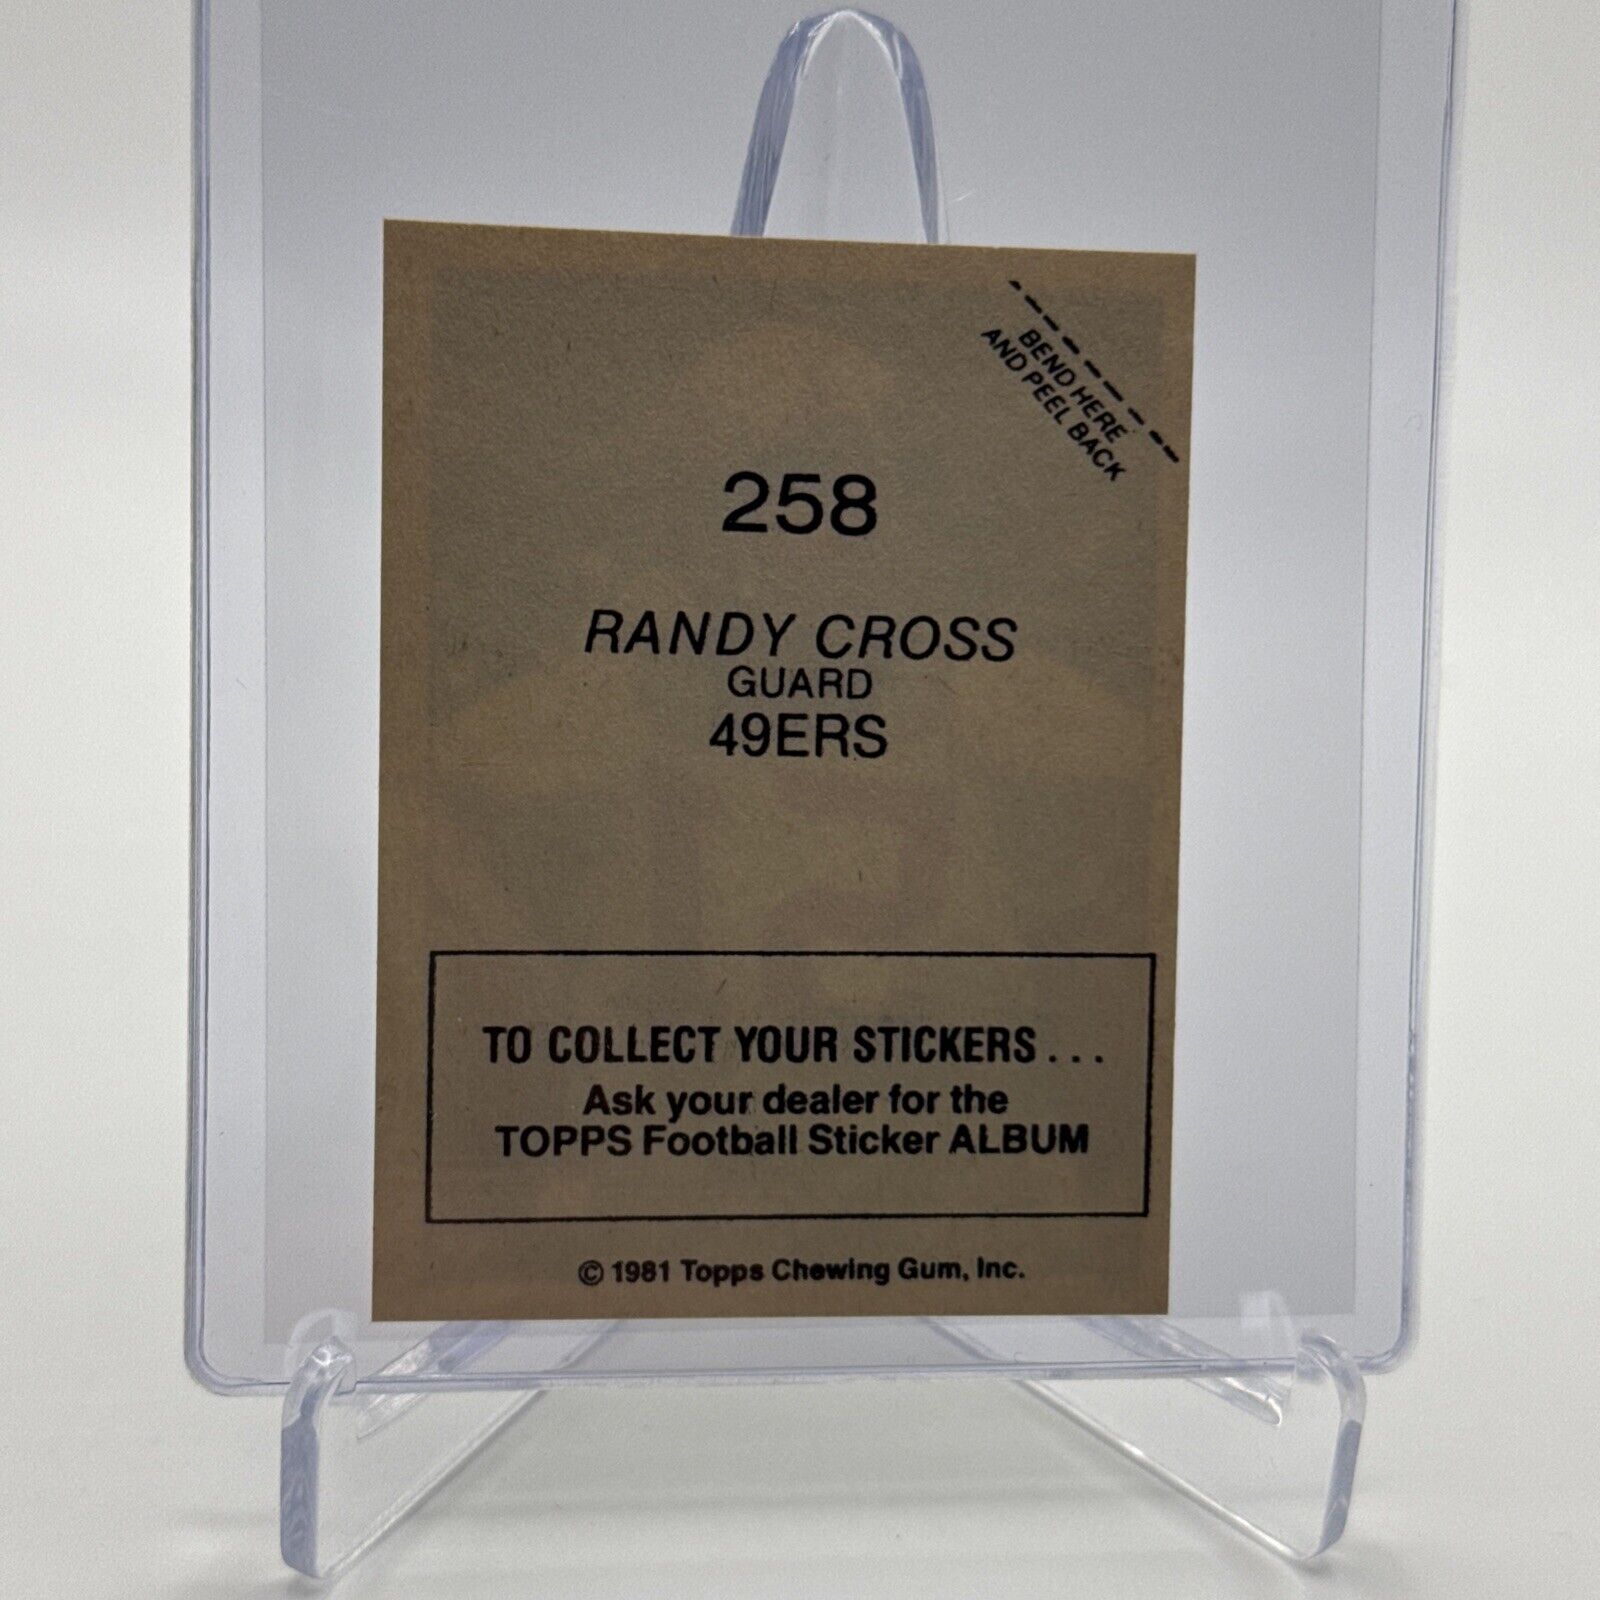 BEND HERE
AND PEEL BACK
258
RANDY CROSS
GUARD
49ERS
TO COLLECT YOUR STICKERS...
Ask your dealer for the
TOPPS Football Sticker ALBUM
© 1981 Topps Chewing Gum, Inc.